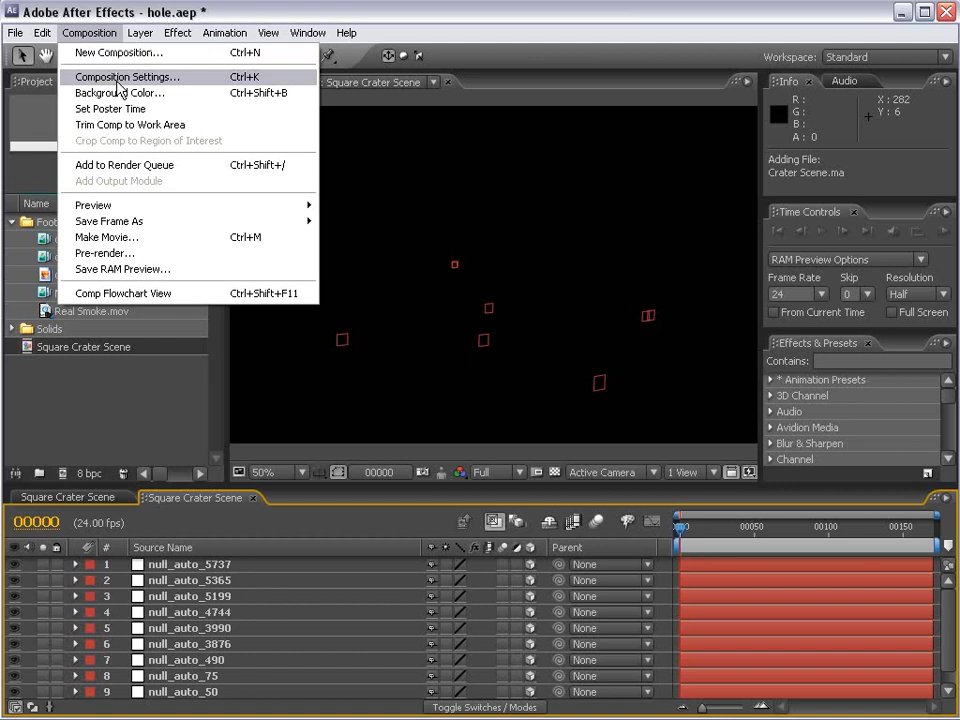 Adobe After Effects - hole.aep *
File Edit Composition Layer Effect Animation View Window Help
Workspace: Standard
New Composition... Ctrl+N
Composition Settings... Ctrl+K
Background Color... Ctrl+Shift+B
Set Poster Time
Trim Comp to Work Area
Crop Comp to Region of Interest
Add to Render Queue Ctrl+Shift+/
Add Output Module
Preview
Save Frame As
Make Movie... Ctrl+M
Pre-render...
Save RAM Preview...
Comp Flowchart View Ctrl+Shift+F11
Project
Name
Foot
Real Smoke.mov
Solids
Square Crater Scene
8 bpc
Square Crater Scene
50% 00000 Full Active Camera 1 View
Info Audio
R: X: 282
G: Y: 6
B:
A: 0
Adding File:
Crater Scene.ma
Time Controls
RAM Preview Options
Frame Rate Skip Resolution
24 0 Half
From Current Time Full Screen
Effects & Presets
Contains:
* Animation Presets
3D Channel
Audio
Avidion Media
Blur & Sharpen
Channel
Square Crater Scene Square Crater Scene
00000 (24.00 fps)
00050 00100 00150
# Source Name Parent
1 null_auto_5737 None
2 null_auto_5365 None
3 null_auto_5199 None
4 null_auto_4744 None
5 null_auto_3990 None
6 null_auto_3876 None
7 null_auto_490 None
8 null_auto_75 None
9 null_auto_50 None
Toggle Switches / Modes